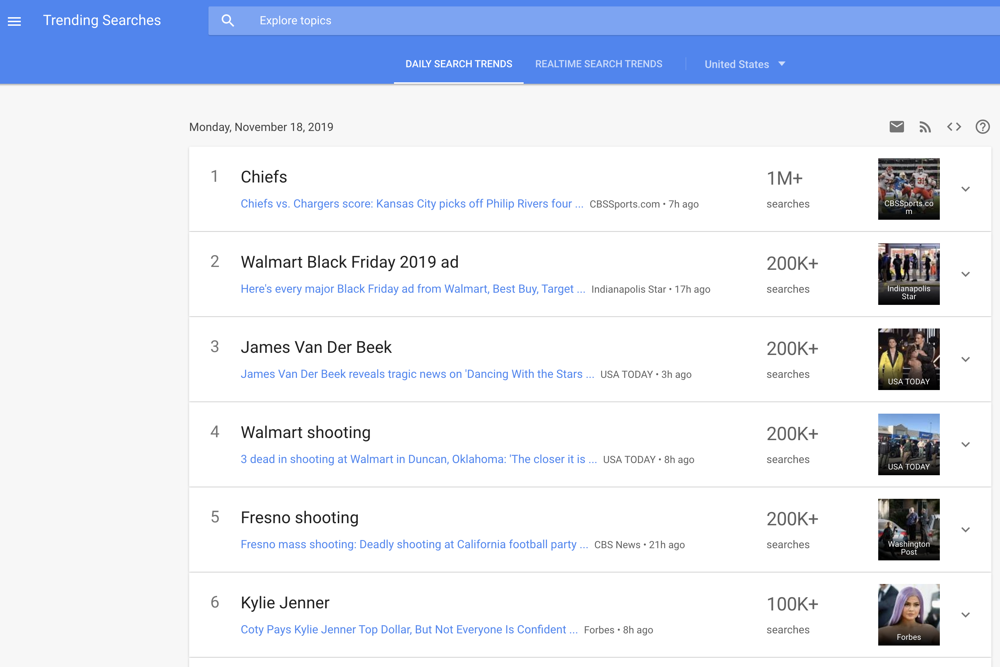 Trending Searches
Explore topics
DAILY SEARCH TRENDS
REALTIME SEARCH TRENDS
United States
Monday, November 18, 2019
1
Chiefs
Chiefs vs. Chargers score: Kansas City picks off Philip Rivers four ... CBSSports.com • 7h ago
1M+
searches
CBSSports.co
m
2
Walmart Black Friday 2019 ad
Here's every major Black Friday ad from Walmart, Best Buy, Target ... Indianapolis Star • 17h ago
200K+
searches
Indianapolis
Star
3
James Van Der Beek
James Van Der Beek reveals tragic news on 'Dancing With the Stars ... USA TODAY • 3h ago
200K+
searches
USA TODAY
4
Walmart shooting
3 dead in shooting at Walmart in Duncan, Oklahoma: 'The closer it is ... USA TODAY • 8h ago
200K+
searches
USA TODAY
5
Fresno shooting
Fresno mass shooting: Deadly shooting at California football party ... CBS News • 21h ago
200K+
searches
Washington
Post
6
Kylie Jenner
Coty Pays Kylie Jenner Top Dollar, But Not Everyone Is Confident ... Forbes • 8h ago
100K+
searches
Forbes